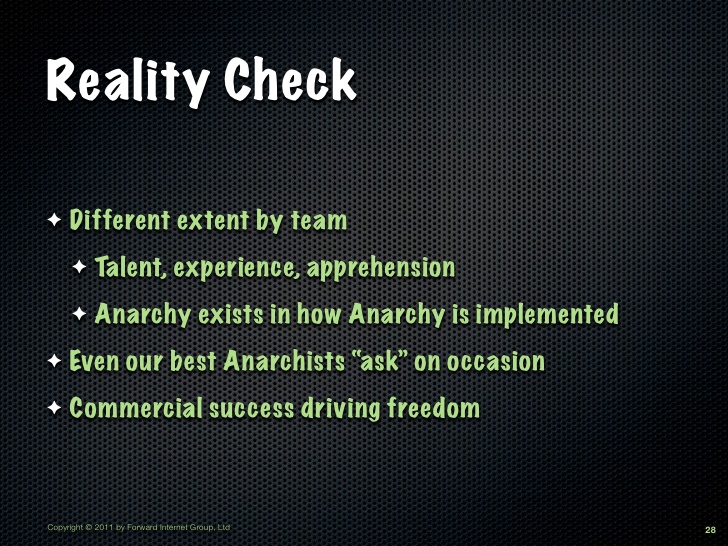 Reality Check
✦ Different extent by team
✦ Talent, experience, apprehension
✦ Anarchy exists in how Anarchy is implemented
✦ Even our best Anarchists “ask” on occasion
✦ Commercial success driving freedom
Copyright © 2011 by Forward Internet Group, Ltd
28